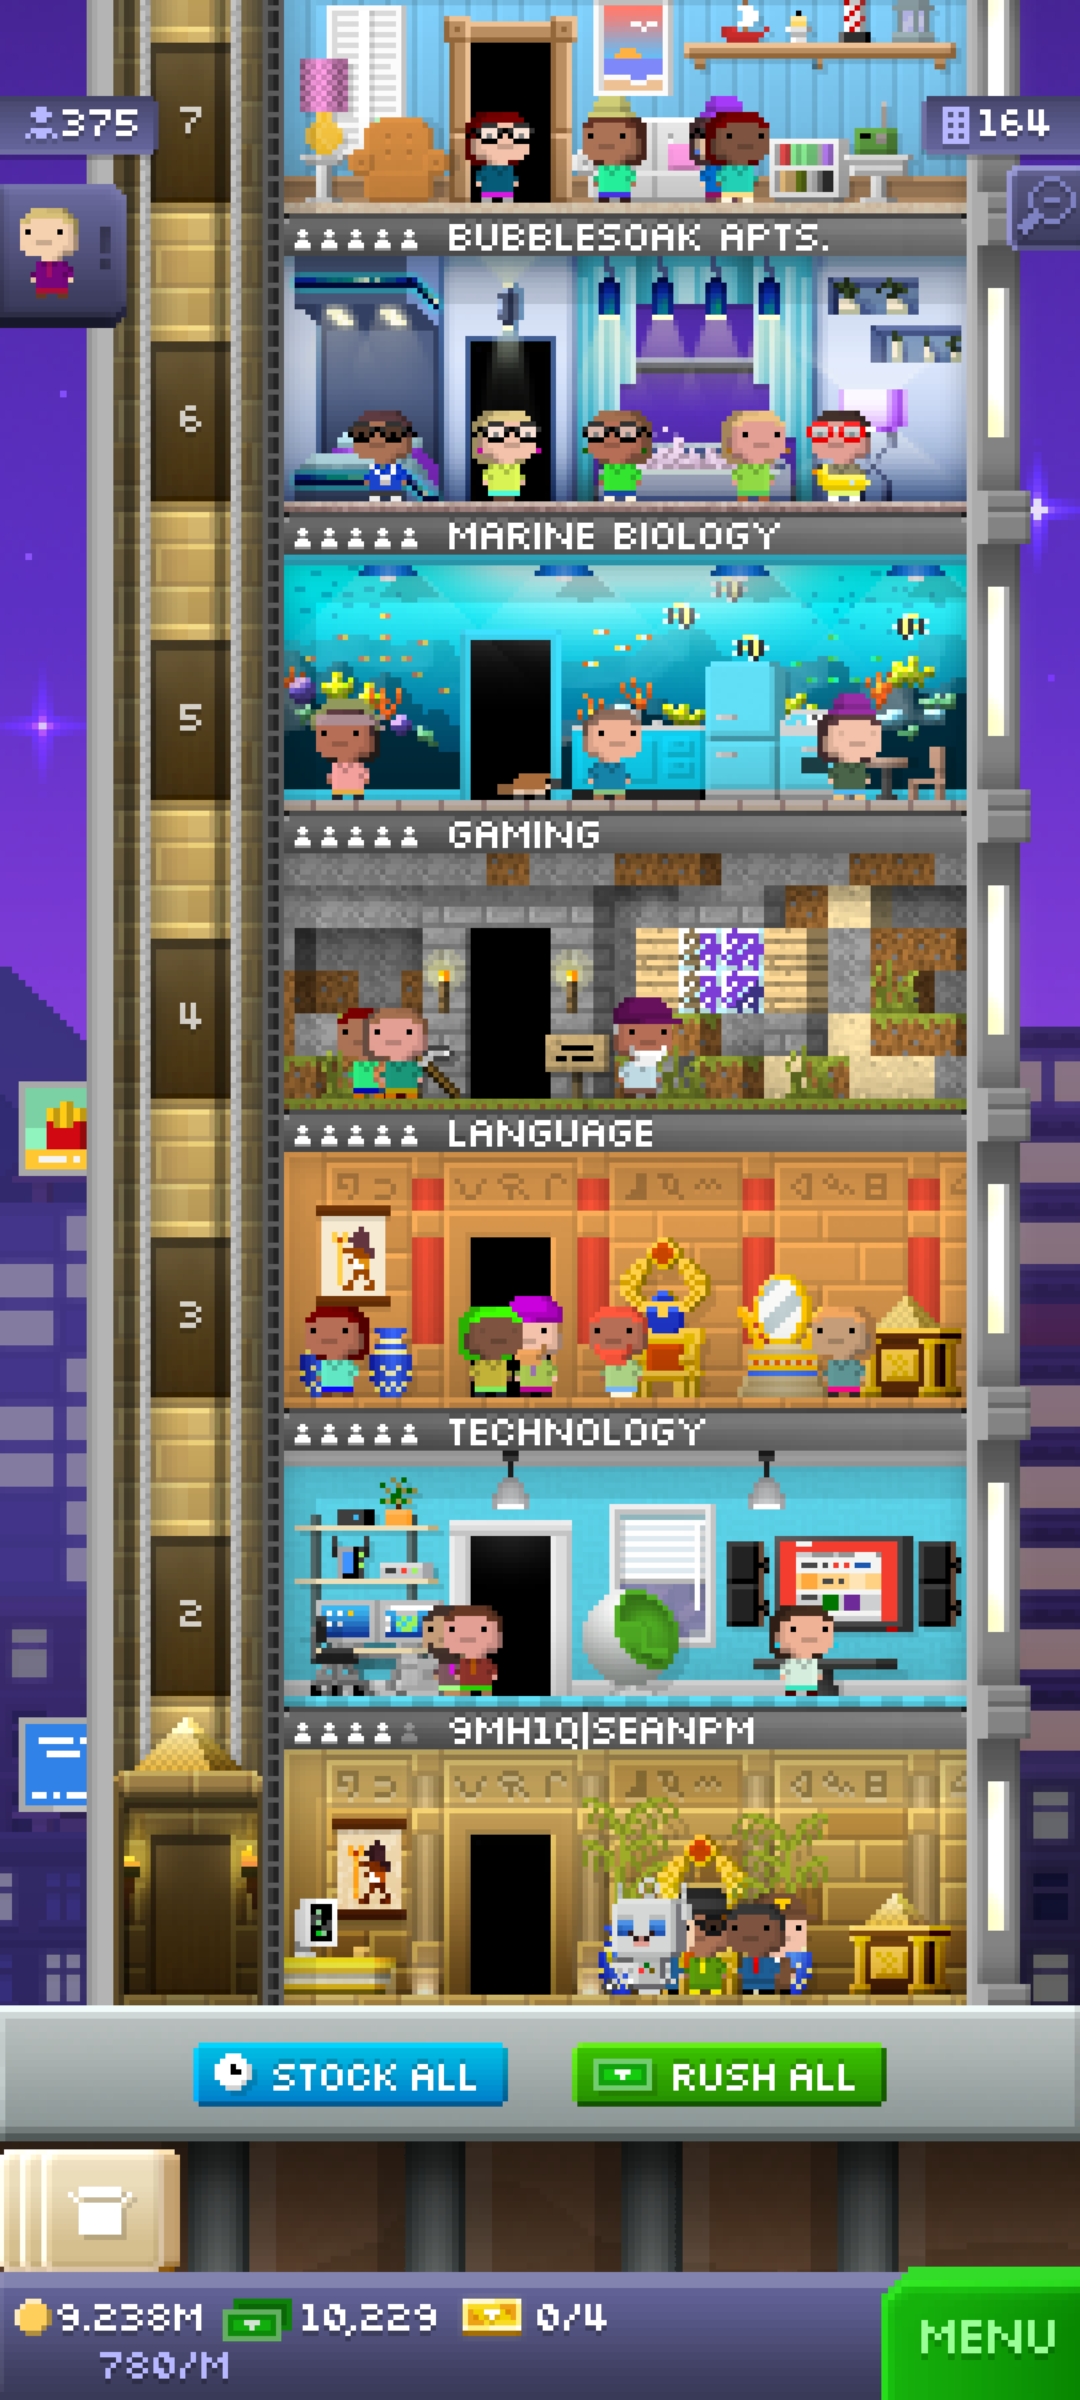 375
7
164
BUBBLESOAK APTS.
6
MARINE BIOLOGY
5
GAMING
4
LANGUAGE
3
TECHNOLOGY
2
9MH1Q|SEANPM
STOCK ALL
RUSH ALL
9.238M
10,229
0/4
780/M
MENU